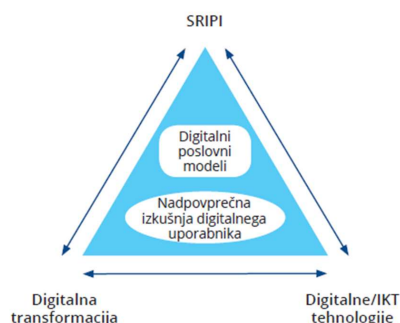 SRIPI
Digitalni
poslovni
modeli
Nadpovprečna
izkušnja digitalnega
uporabnika
Digitalna
transformacija
Digitalne/IKT
tehnologije